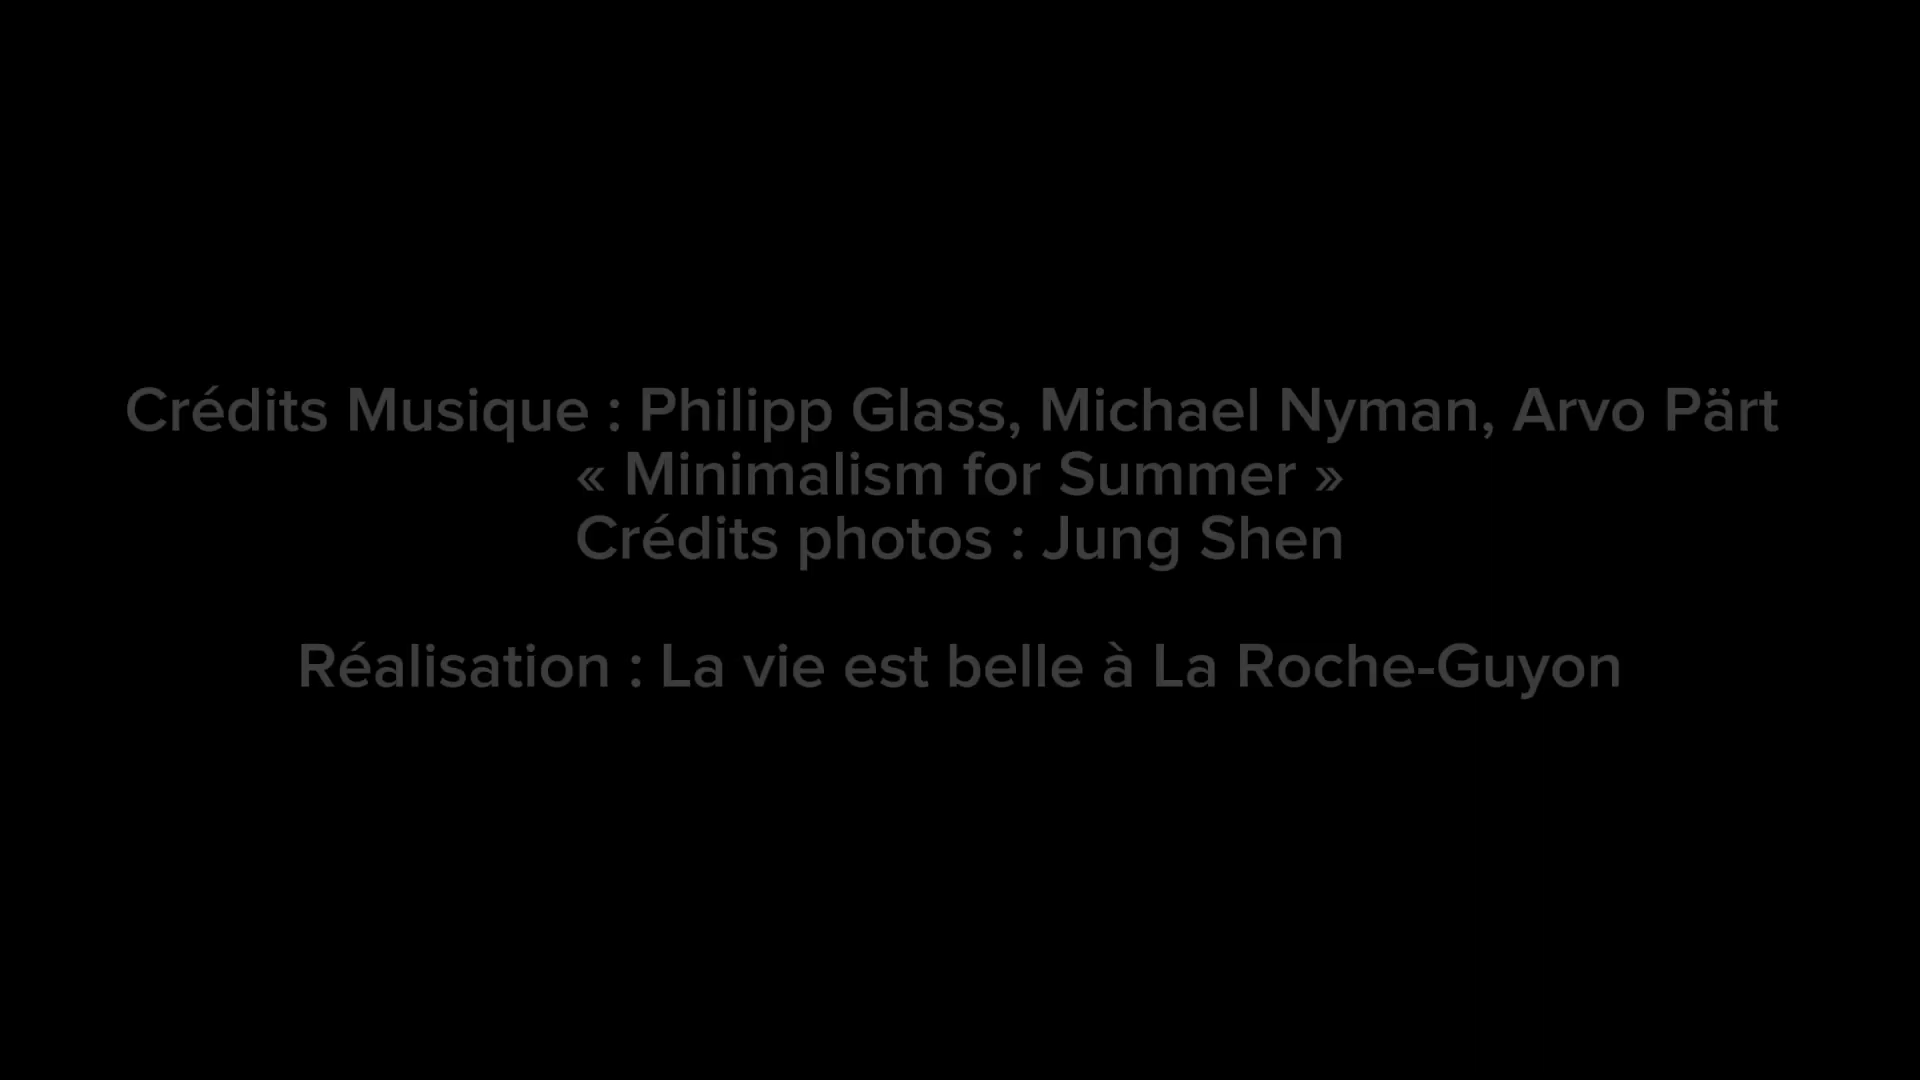 Crédits Musique : Philipp Glass, Michael Nyman, Arvo Pärt
« Minimalism for Summer »
Crédits photos : Jung Shen
Réalisation : La vie est belle à La Roche-Guyon